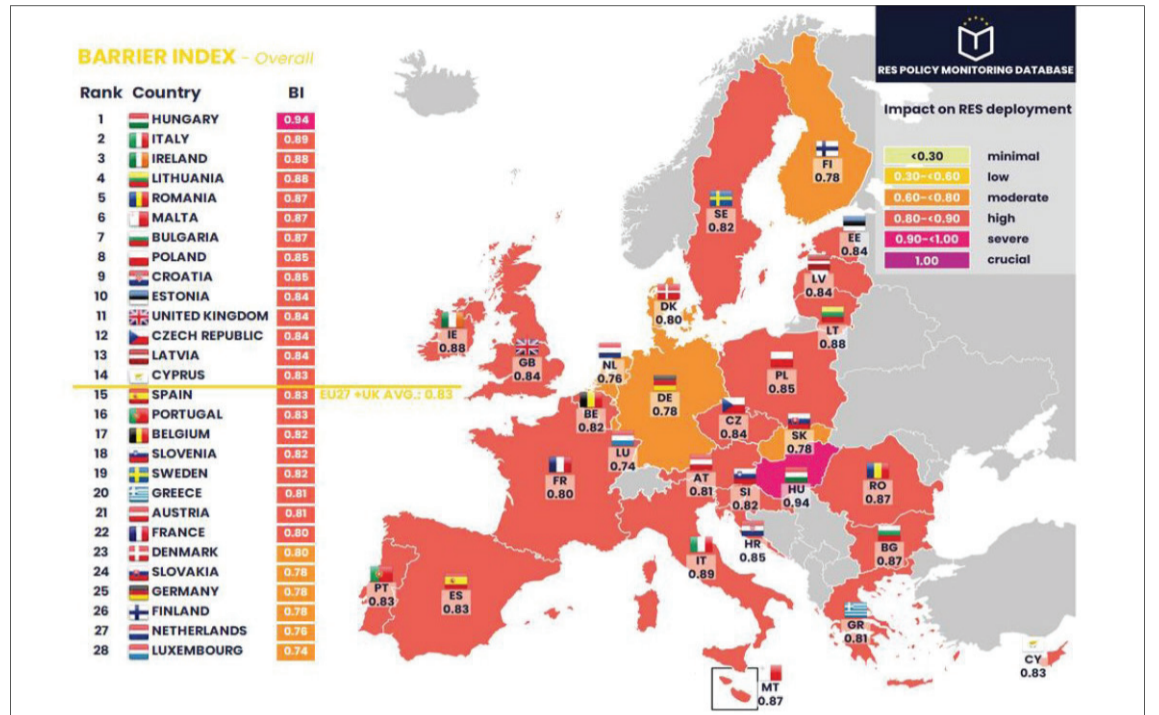 BARRIER INDEX - Overall
Rank Country BI
1 HUNGARY 0.94
2 ITALY 0.89
3 IRELAND 0.88
4 LITHUANIA 0.88
5 ROMANIA 0.87
6 MALTA 0.87
7 BULGARIA 0.87
8 POLAND 0.85
9 CROATIA 0.85
10 ESTONIA 0.84
11 UNITED KINGDOM 0.84
12 CZECH REPUBLIC 0.84
13 LATVIA 0.84
14 CYPRUS 0.83
15 SPAIN 0.83
EU27 +UK AVG.: 0.83
16 PORTUGAL 0.83
17 BELGIUM 0.82
18 SLOVENIA 0.82
19 SWEDEN 0.82
20 GREECE 0.81
21 AUSTRIA 0.81
22 FRANCE 0.80
23 DENMARK 0.80
24 SLOVAKIA 0.78
25 GERMANY 0.78
26 FINLAND 0.78
27 NETHERLANDS 0.76
28 LUXEMBOURG 0.74
RES POLICY MONITORING DATABASE
Impact on RES deployment
<0.30 minimal
0.30-<0.60 low
0.60-<0.80 moderate
0.80-<0.90 high
0.90-<1.00 severe
1.00 crucial
FI
0.78
SE
0.82
EE
0.84
LV
0.84
LT
0.88
DK
0.80
IE
0.88
GB
0.84
NL
0.76
DE
0.78
PL
0.85
BE
0.82
CZ
0.84
LU
0.74
SK
0.78
FR
0.80
AT
0.81
SI
0.82
HU
0.94
RO
0.87
HR
0.85
BG
0.87
IT
0.89
PT
0.83
ES
0.83
GR
0.81
CY
0.83
MT
0.87